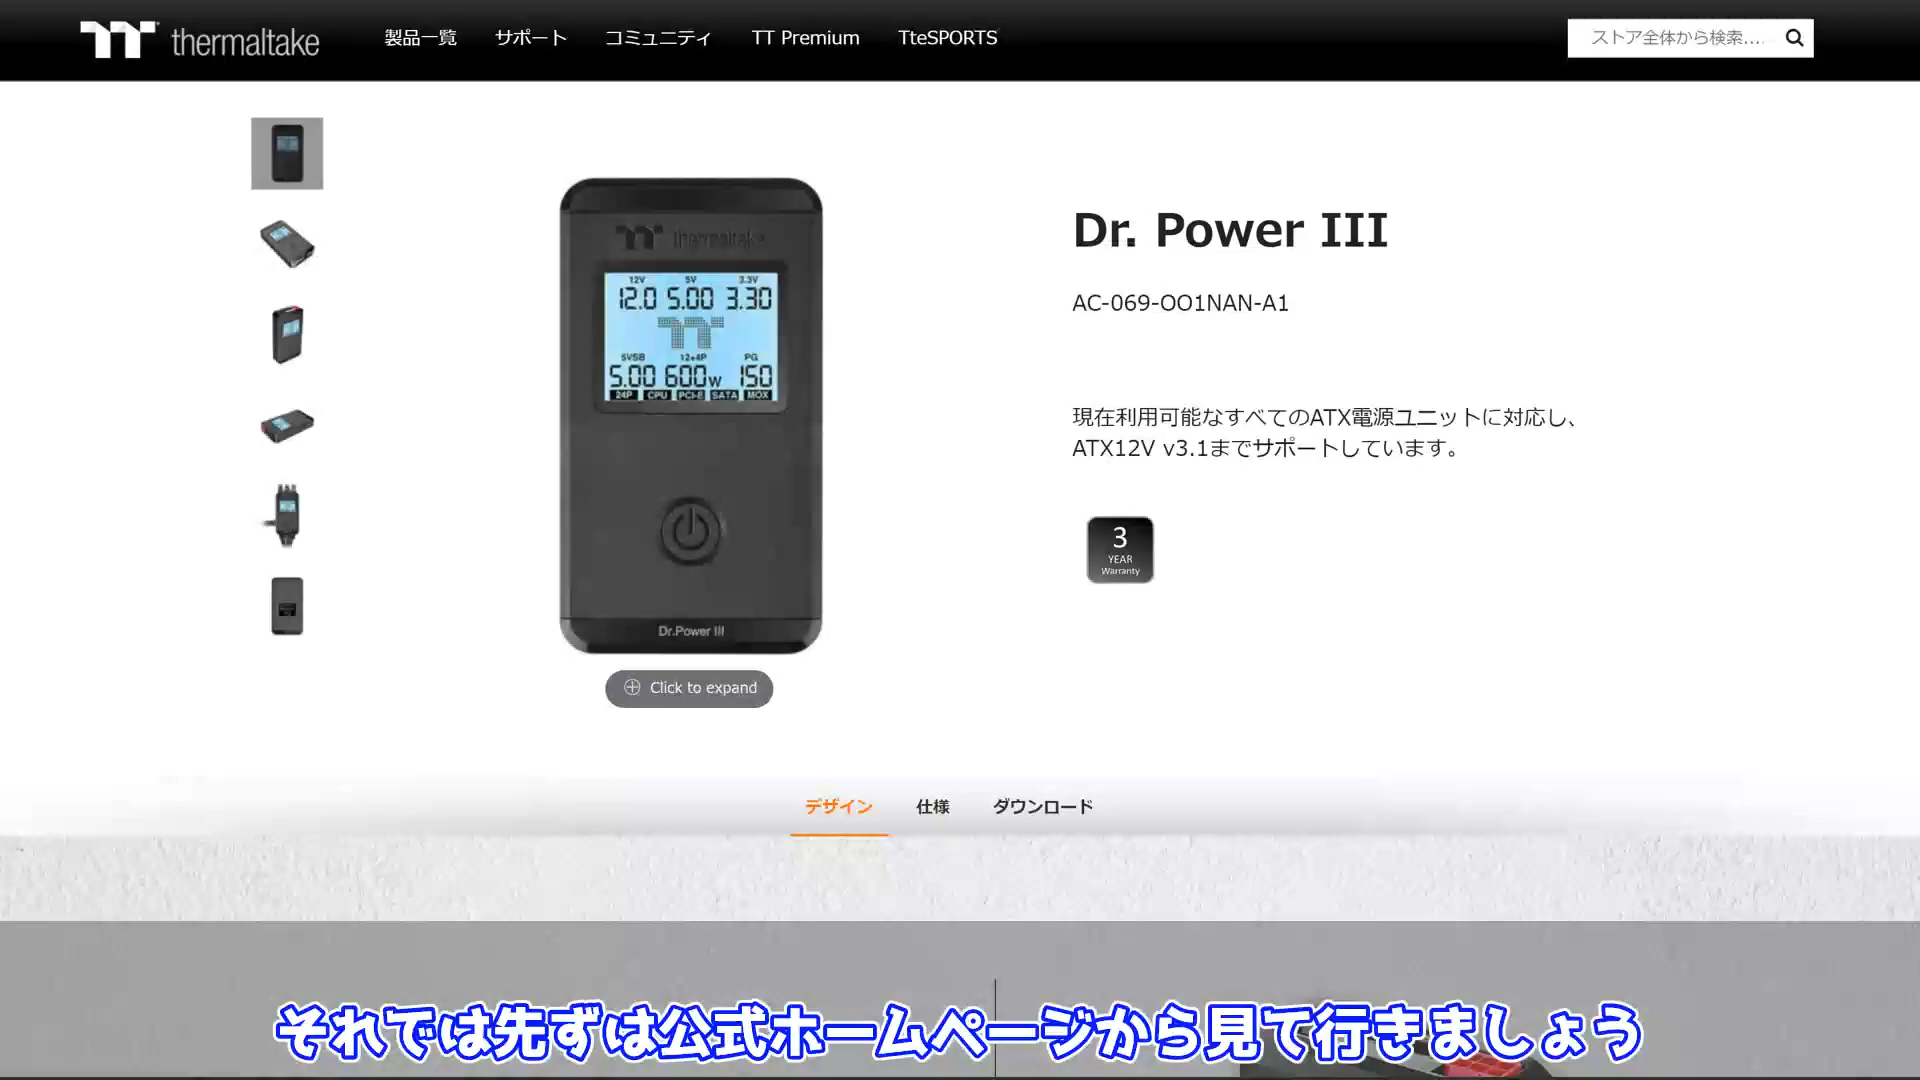 thermaltake
製品一覧 サポート コミュニティ TT Premium TteSPORTS
ストア全体から検索....
thermaltake
12V 5V 3.3V
12.0 5.00 3.30
5VSB 12+4P PG
5.00 600W 150
24P CPU PCI-E SATA MOX
Dr.Power III
Click to expand
Dr. Power III
AC-069-OO1NAN-A1
現在利用可能なすべてのATX電源ユニットに対応し、
ATX12V v3.1までサポートしています。
3
YEAR
Warranty
デザイン 仕様 ダウンロード
それでは先ずは公式ホームページから見て行きましょう